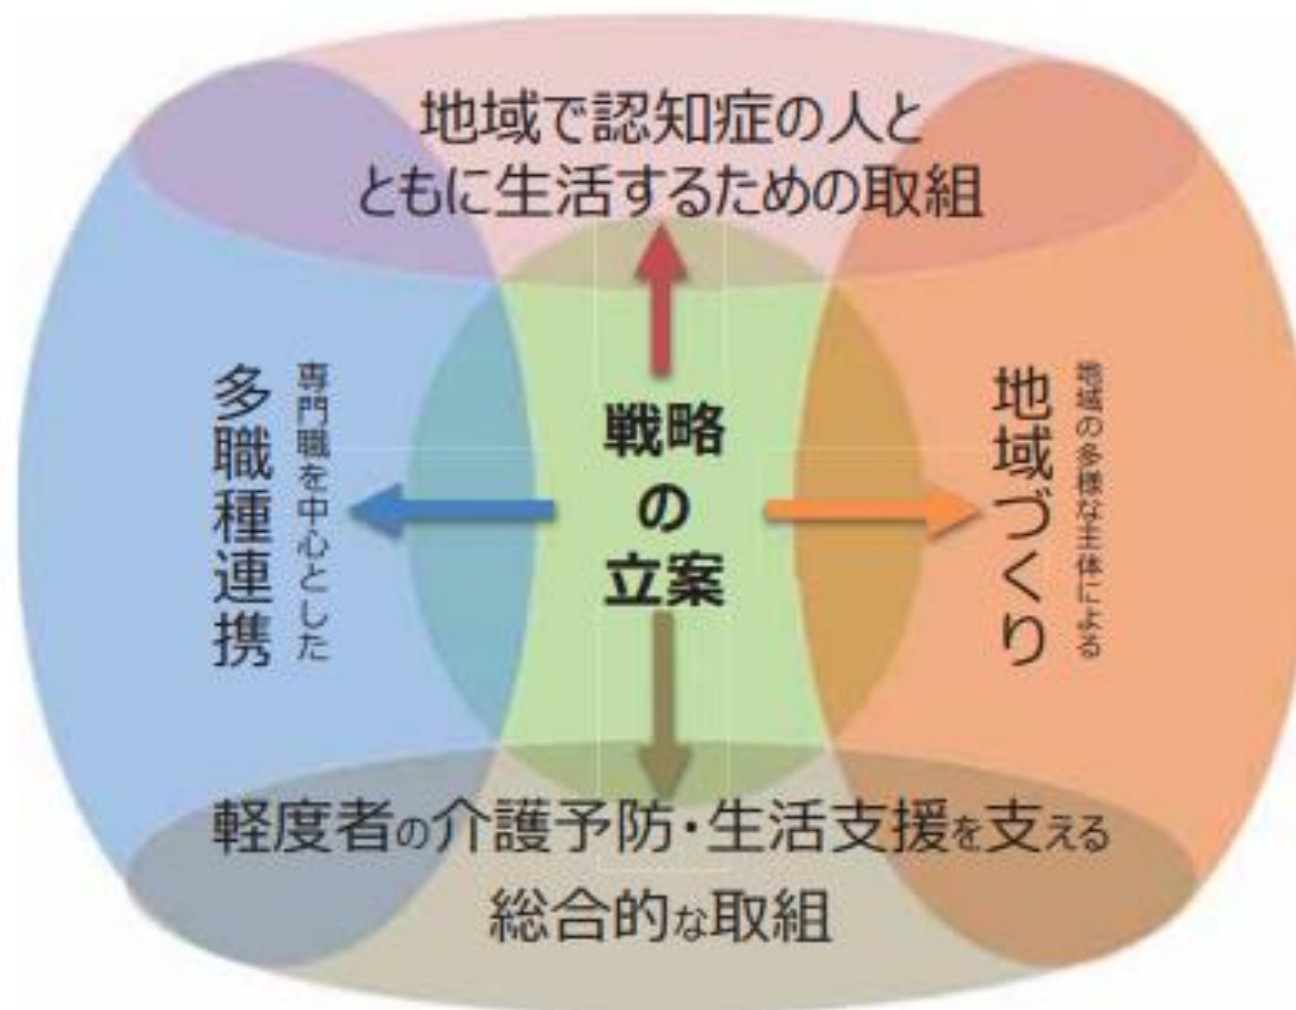 地域で認知症の人と
ともに生活するための取組
専門職を中心とした
多職種連携
戦略
の
立案
地域の多様な主体による
地域づくり
軽度者の介護予防・生活支援を支える
総合的な取組